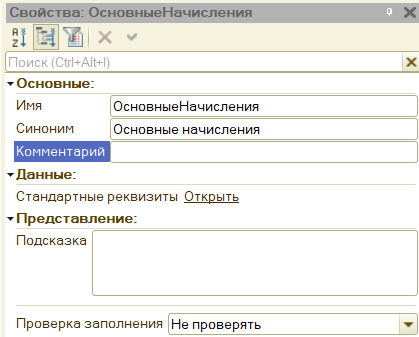 Свойства: ОсновныеНачисления
Поиск (Ctrl+Alt+I)
Основные:
Имя ОсновныеНачисления
Синоним Основные начисления
Комментарий
Данные:
Стандартные реквизиты Открыть
Представление:
Подсказка
Проверка заполнения Не проверять